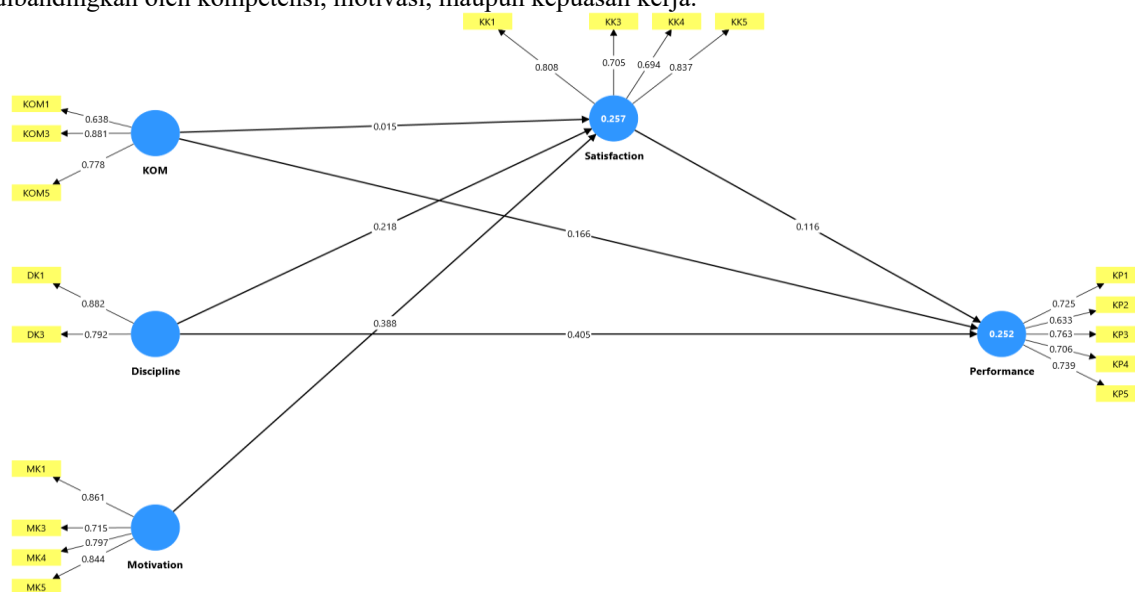 dibandingkan oleh kompetensi, motivasi, maupun kepuasan kerja.
KK1 KK3 KK4 KK5
0.808 0.705 0.694 0.837
KOM1
KOM3
KOM5
0.638
0.881
0.778
KOM
0.015
0.257
Satisfaction
0.218
0.166
0.116
DK1
DK3
0.882
0.792
Discipline
0.388
0.405
0.252
Performance
KP1
KP2
KP3
KP4
KP5
0.725
0.633
0.763
0.706
0.739
MK1
MK3
MK4
MK5
0.861
0.715
0.797
0.844
Motivation